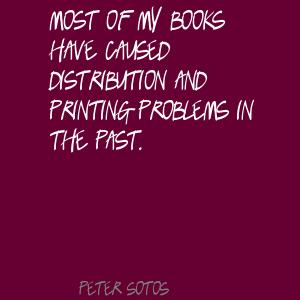 MOST OF MY BOOKS
HAVE CAUSED
DISTRIBUTION AND
PRINTING PROBLEMS IN
THE PAST.
PETER SOTOS